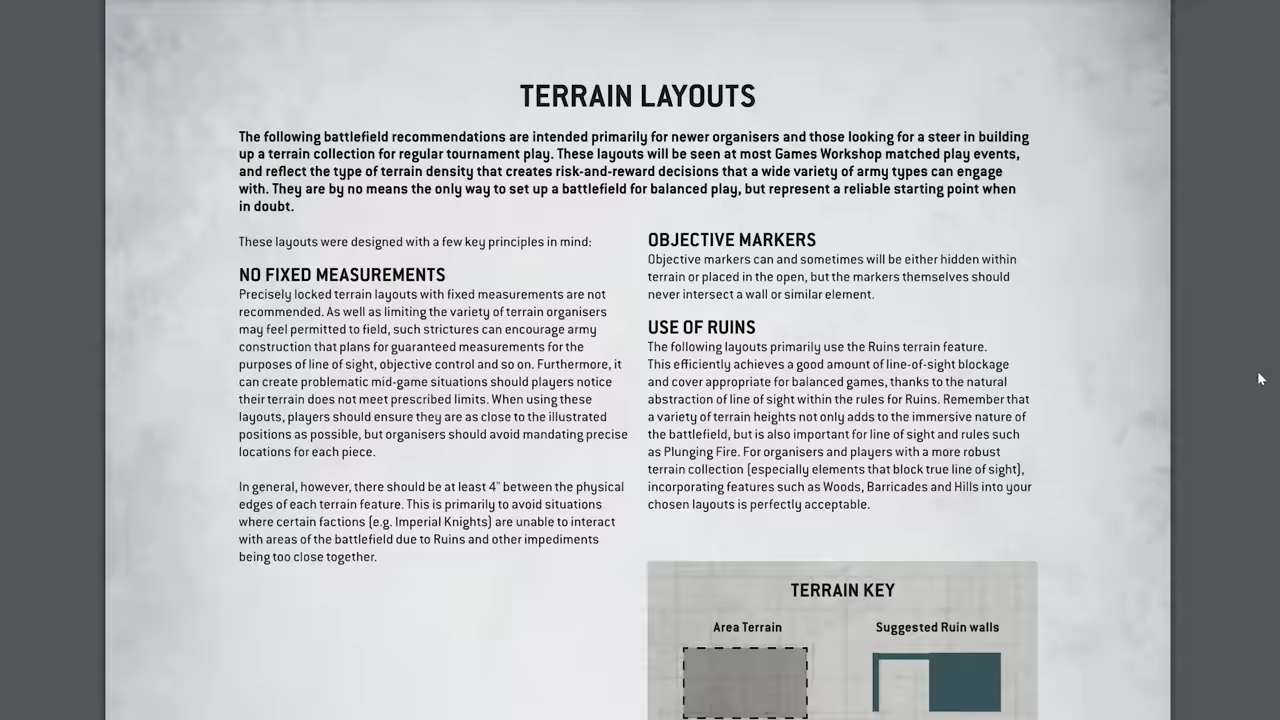 TERRAIN LAYOUTS
The following battlefield recommendations are intended primarily for newer organisers and those looking for a steer in building
up a terrain collection for regular tournament play. These layouts will be seen at most Games Workshop matched play events,
and reflect the type of terrain density that creates risk-and-reward decisions that a wide variety of army types can engage
with. They are by no means the only way to set up a battlefield for balanced play, but represent a reliable starting point when
in doubt.
These layouts were designed with a few key principles in mind:
NO FIXED MEASUREMENTS
Precisely locked terrain layouts with fixed measurements are not
recommended. As well as limiting the variety of terrain organisers
may feel permitted to field, such strictures can encourage army
construction that plans for guaranteed measurements for the
purposes of line of sight, objective control and so on. Furthermore, it
can create problematic mid-game situations should players notice
their terrain does not meet prescribed limits. When using these
layouts, players should ensure they are as close to the illustrated
positions as possible, but organisers should avoid mandating precise
locations for each piece.
In general, however, there should be at least 4" between the physical
edges of each terrain feature. This is primarily to avoid situations
where certain factions (e.g. Imperial Knights) are unable to interact
with areas of the battlefield due to Ruins and other impediments
being too close together.
OBJECTIVE MARKERS
Objective markers can and sometimes will be either hidden within
terrain or placed in the open, but the markers themselves should
never intersect a wall or similar element.
USE OF RUINS
The following layouts primarily use the Ruins terrain feature.
This efficiently achieves a good amount of line-of-sight blockage
and cover appropriate for balanced games, thanks to the natural
abstraction of line of sight within the rules for Ruins. Remember that
a variety of terrain heights not only adds to the immersive nature of
the battlefield, but is also important for line of sight and rules such
as Plunging Fire. For organisers and players with a more robust
terrain collection (especially elements that block true line of sight),
incorporating features such as Woods, Barricades and Hills into your
chosen layouts is perfectly acceptable.
TERRAIN KEY
Area Terrain
Suggested Ruin walls